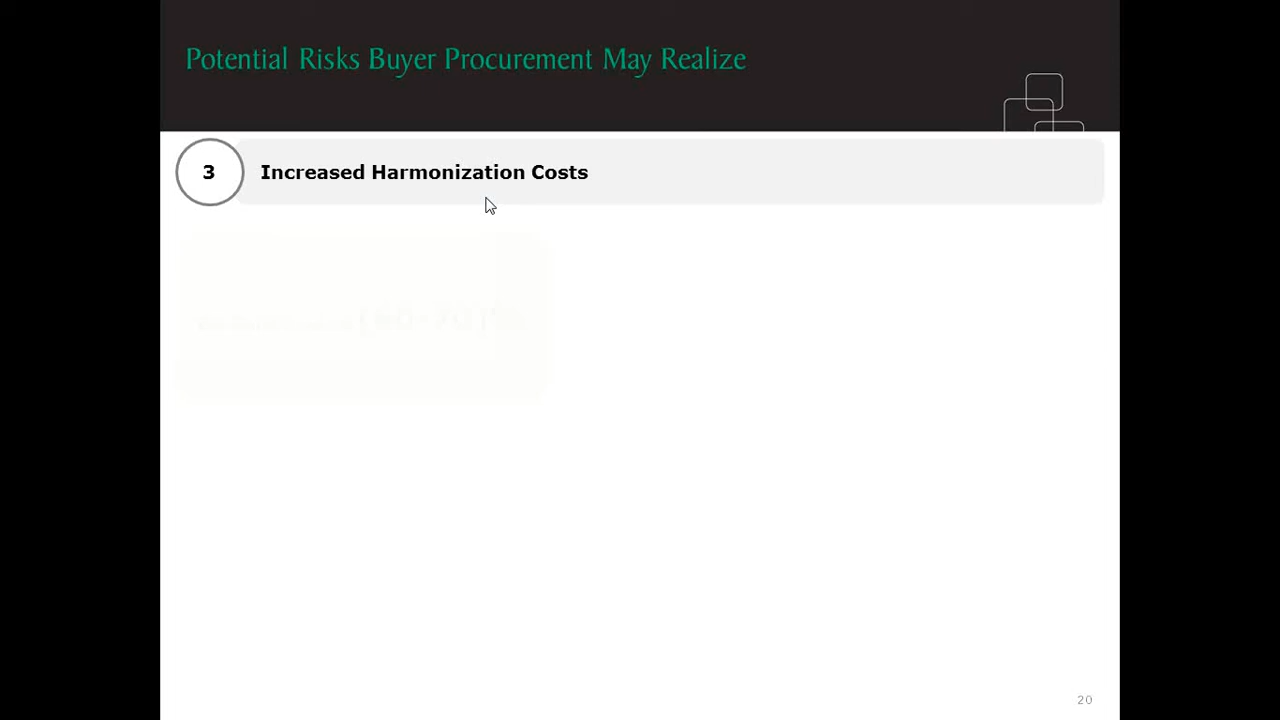 Potential Risks Buyer Procurement May Realize
3
Increased Harmonization Costs
20